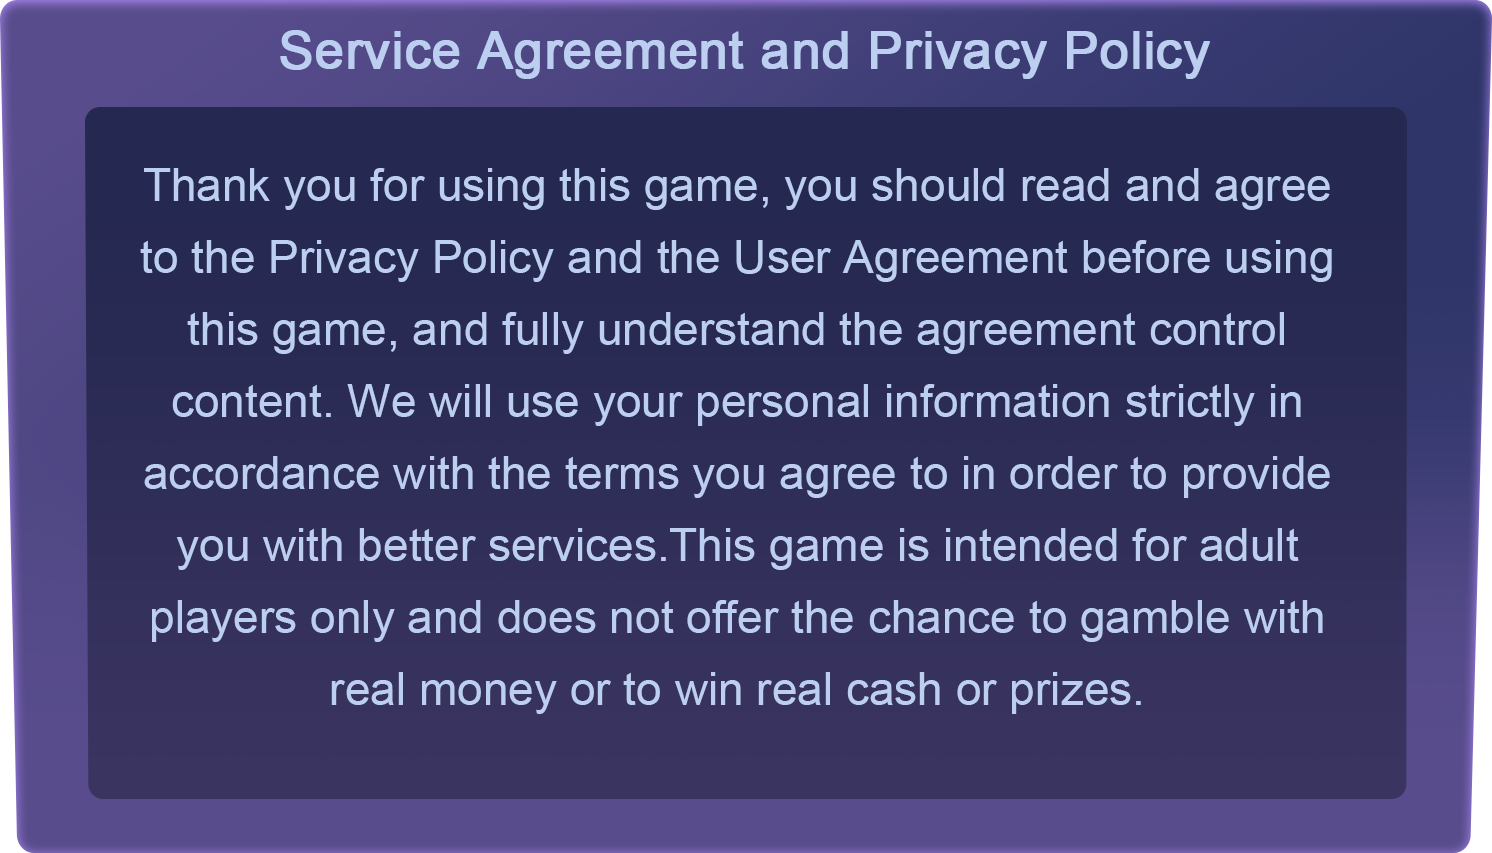 Service Agreement and Privacy Policy
Thank you for using this game, you should read and agree
to the Privacy Policy and the User Agreement before using
this game, and fully understand the agreement control
content. We will use your personal information strictly in
accordance with the terms you agree to in order to provide
you with better services.This game is intended for adult
players only and does not offer the chance to gamble with
real money or to win real cash or prizes.